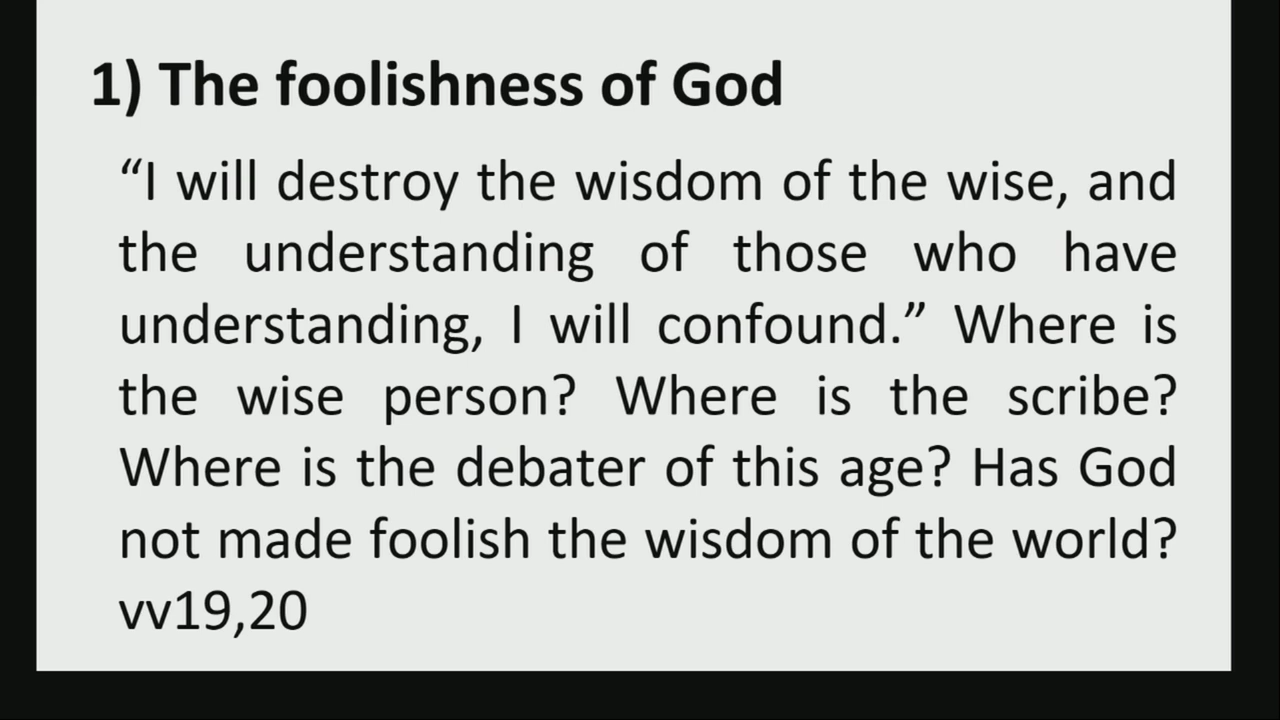 1) The foolishness of God
“I will destroy the wisdom of the wise, and
the understanding of those who have
understanding, I will confound.” Where is
the wise person? Where is the scribe?
Where is the debater of this age? Has God
not made foolish the wisdom of the world?
vv19,20